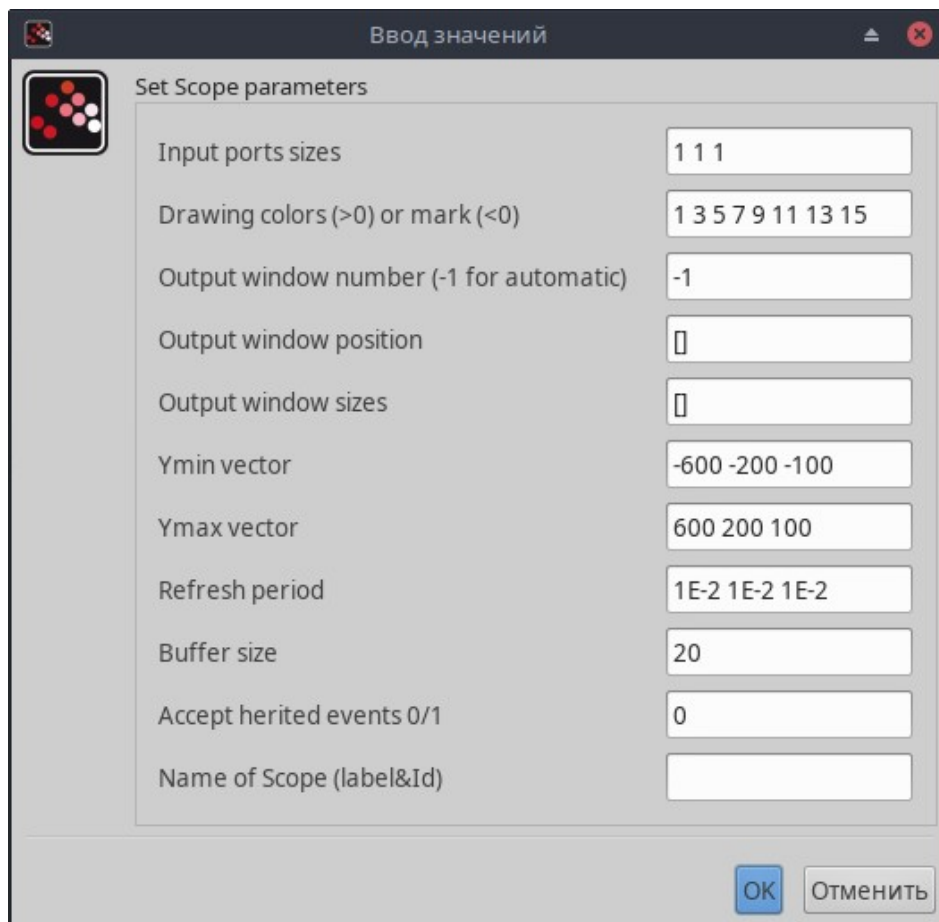 Ввод значений
Set Scope parameters
Input ports sizes 1 1 1
Drawing colors (>0) or mark (<0) 1 3 5 7 9 11 13 15
Output window number (-1 for automatic) -1
Output window position []
Output window sizes []
Ymin vector -600 -200 -100
Ymax vector 600 200 100
Refresh period 1E-2 1E-2 1E-2
Buffer size 20
Accept herited events 0/1 0
Name of Scope (label&Id)
OK Отменить